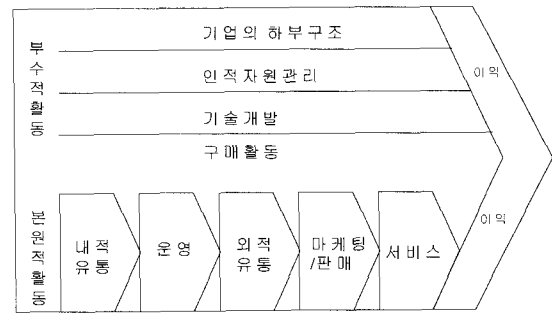 부수적활동
기업의 하부구조
인적자원관리
기술개발
구매활동
이익
본원적활동
내적
유통
운영
외적
유통
마케팅
/판매
서비스
이익